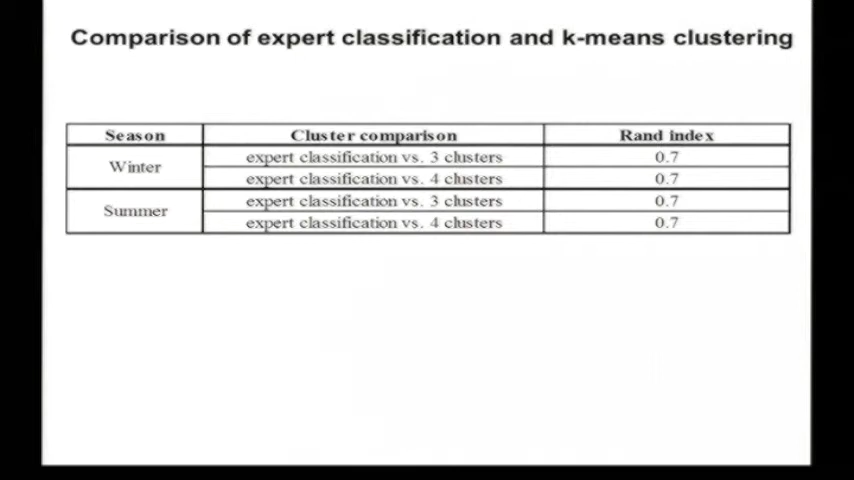 Comparison of expert classification and k-means clustering
Season Cluster comparison Rand index
Winter expert classification vs. 3 clusters 0.7
expert classification vs. 4 clusters 0.7
Summer expert classification vs. 3 clusters 0.7
expert classification vs. 4 clusters 0.7